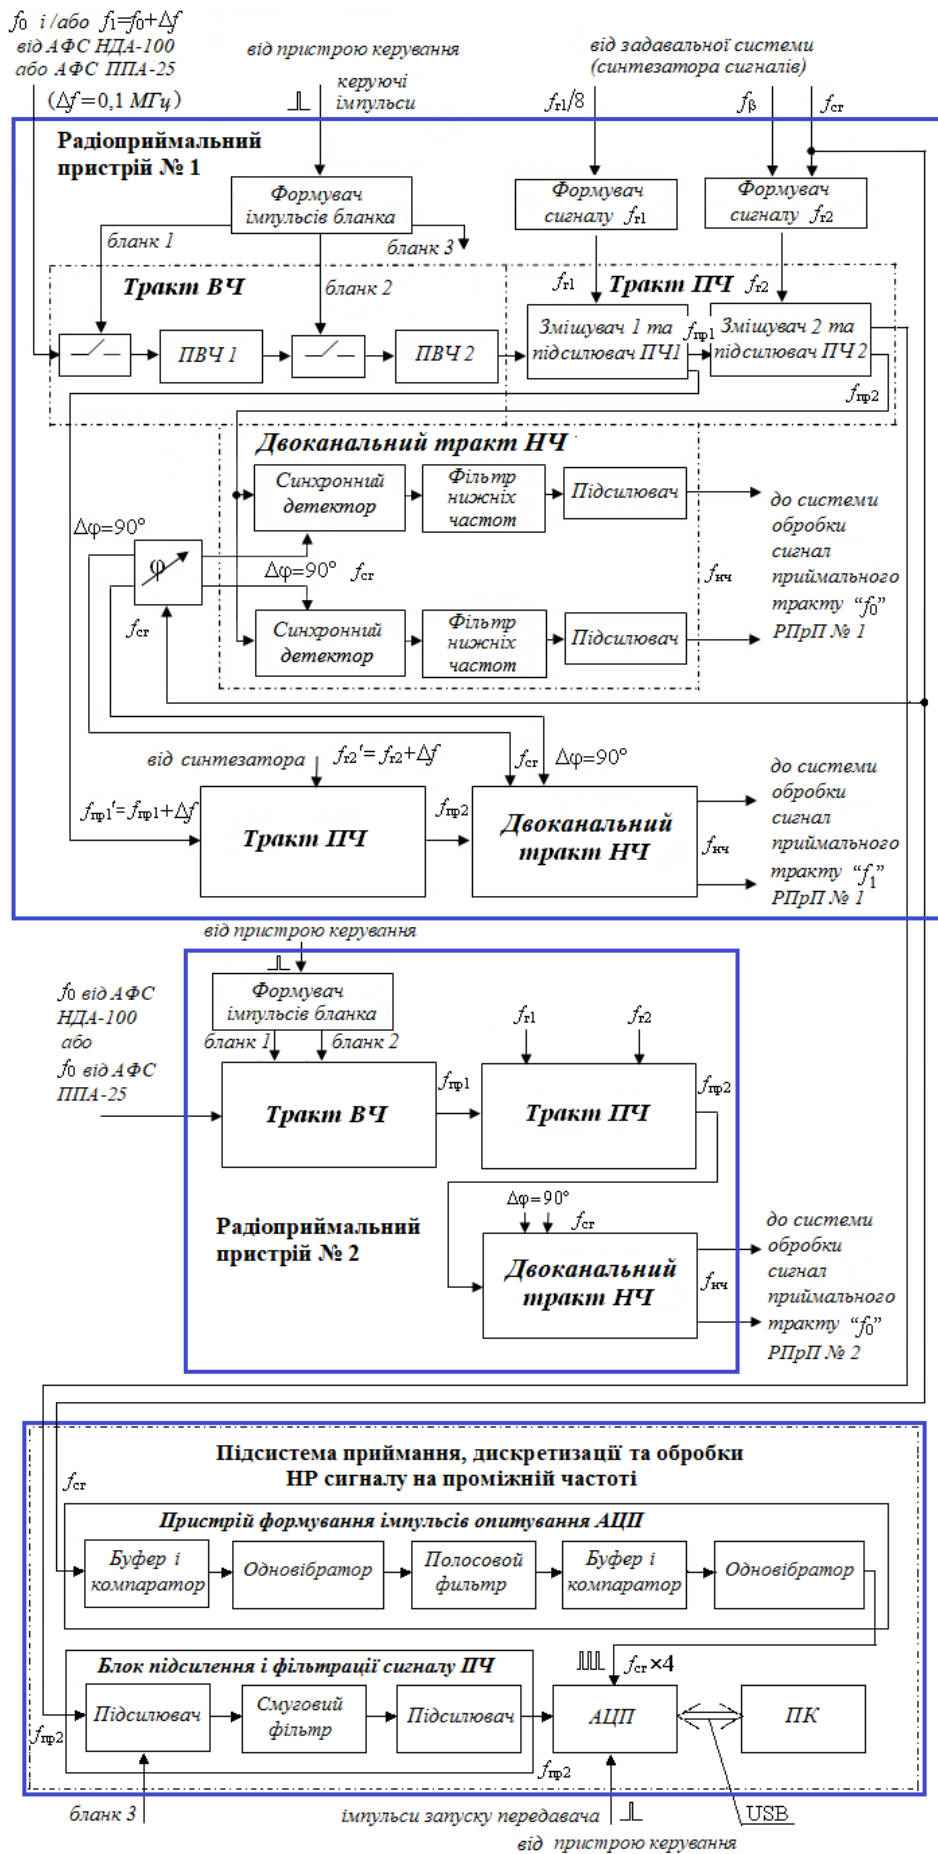 f0 і /або f1=f0+Δf
від АФС НДА-100
або АФС ППА-25
(Δf = 0,1 МГц)
від пристрою керування
керуючі
імпульси
від задавальної системи
(синтезатора сигналів)
fг1/8
fβ
fсг
Радіоприймальний
пристрій № 1
Формувач
імпульсів бланка
Формувач
сигналу fг1
Формувач
сигналу fг2
бланк 1
бланк 2
бланк 3
Тракт ВЧ
fг1
Тракт ПЧ
fг2
ПВЧ 1
ПВЧ 2
Змішувач 1 та
підсилювач ПЧ1
fпр1
Змішувач 2 та
підсилювач ПЧ 2
fпр2
Двоканальний тракт НЧ
Синхронний
детектор
Фільтр
нижніх
частот
Підсилювач
до системи
обробки
сигнал
приймального
тракту “f0”
РПрП № 1
Δφ=90°
φ
Δφ=90° fсг
fнч
fсг
Синхронний
детектор
Фільтр
нижніх
частот
Підсилювач
від синтезатора
fг2'= fг2+Δf
fсг
Δφ=90°
fпр1'= fпр1+Δf
Тракт ПЧ
fпр2
Двоканальний
тракт НЧ
fнч
до системи
обробки
сигнал
приймального
тракту “f1”
РПрП № 1
від пристрою керування
Формувач
імпульсів бланка
f0 від АФС
НДА-100
або
f0 від АФС
ППА-25
бланк 1
бланк 2
fг1
fг2
Тракт ВЧ
fпр1
Тракт ПЧ
fпр2
Радіоприймальний
пристрій № 2
Δφ=90°
fсг
Двоканальний
тракт НЧ
fнч
до системи
обробки
сигнал
приймального
тракту “f0”
РПрП № 2
Підсистема приймання, дискретизації та обробки
НР сигналу на проміжній частоті
fсг
Пристрій формування імпульсів опитування АЦП
Буфер і
компаратор
Одновібратор
Полосовой
фильтр
Буфер і
компаратор
Одновібратор
Блок підсилення і фільтрації сигналу ПЧ
fсг×4
Підсилювач
Смуговий
фільтр
Підсилювач
АЦП
ПК
fпр2
fпр2
бланк 3
імпульси запуску передавача
USB
від пристрою керування